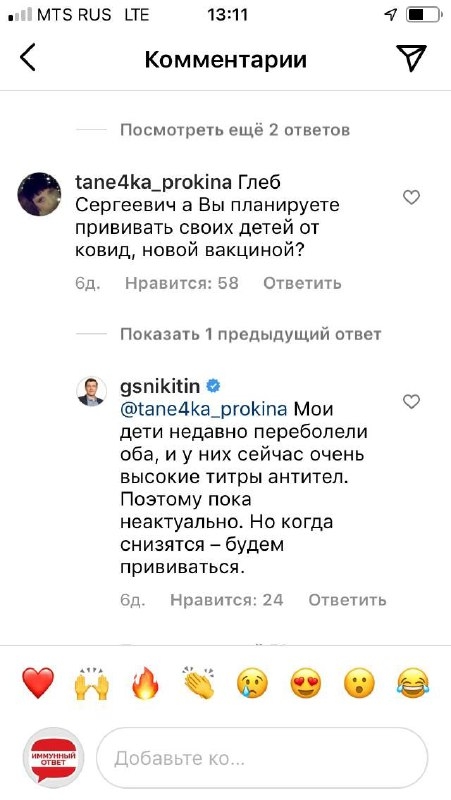 MTS RUS LTE 13:11
Комментарии
Посмотреть ещё 2 ответов
tane4ka_prokina Глеб
Сергеевич а Вы планируете
прививать своих детей от
ковид, новой вакциной?
6д. Нравится: 58 Ответить
Показать 1 предыдущий ответ
gsnikitin
@tane4ka_prokina Мои
дети недавно переболели
оба, и у них сейчас очень
высокие титры антител.
Поэтому пока
неактуально. Но когда
снизятся – будем
прививаться.
6д. Нравится: 24 Ответить
ИММУННЫЙ
ОТВЕТ
Добавьте ко...